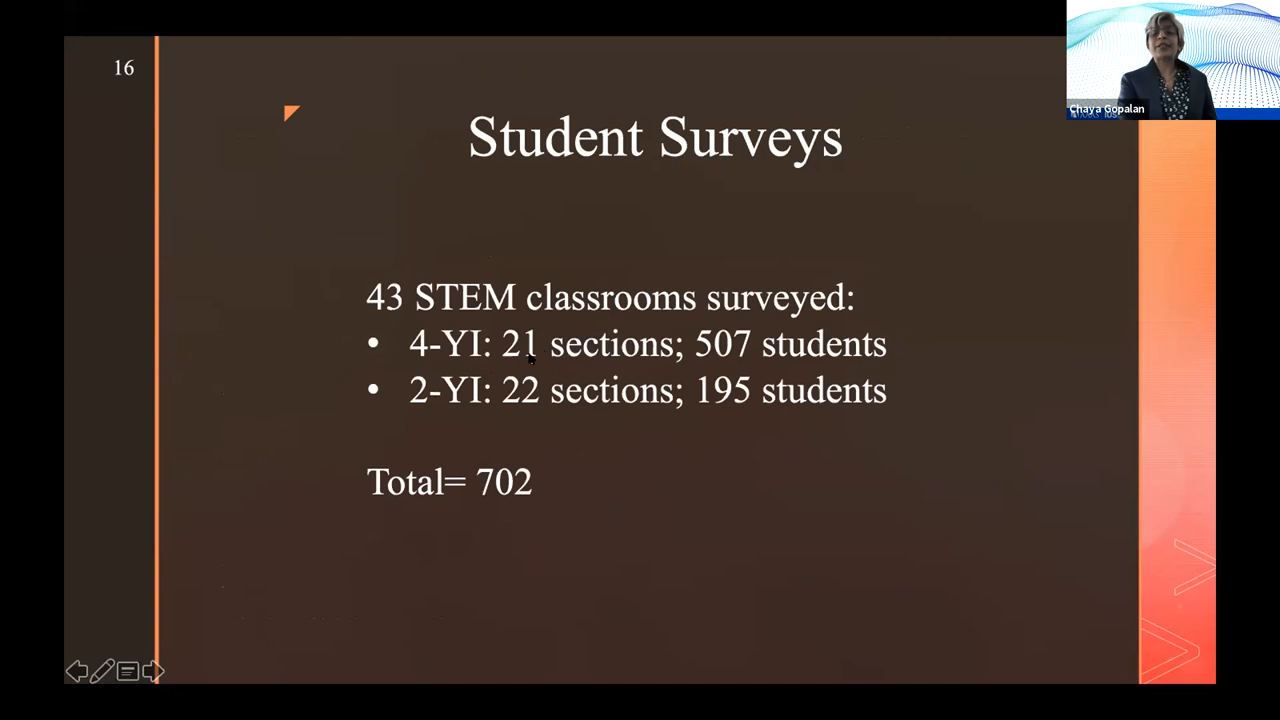 16
Chaya Gopalan
Student Surveys
43 STEM classrooms surveyed:
• 4-YI: 21 sections; 507 students
• 2-YI: 22 sections; 195 students
Total= 702